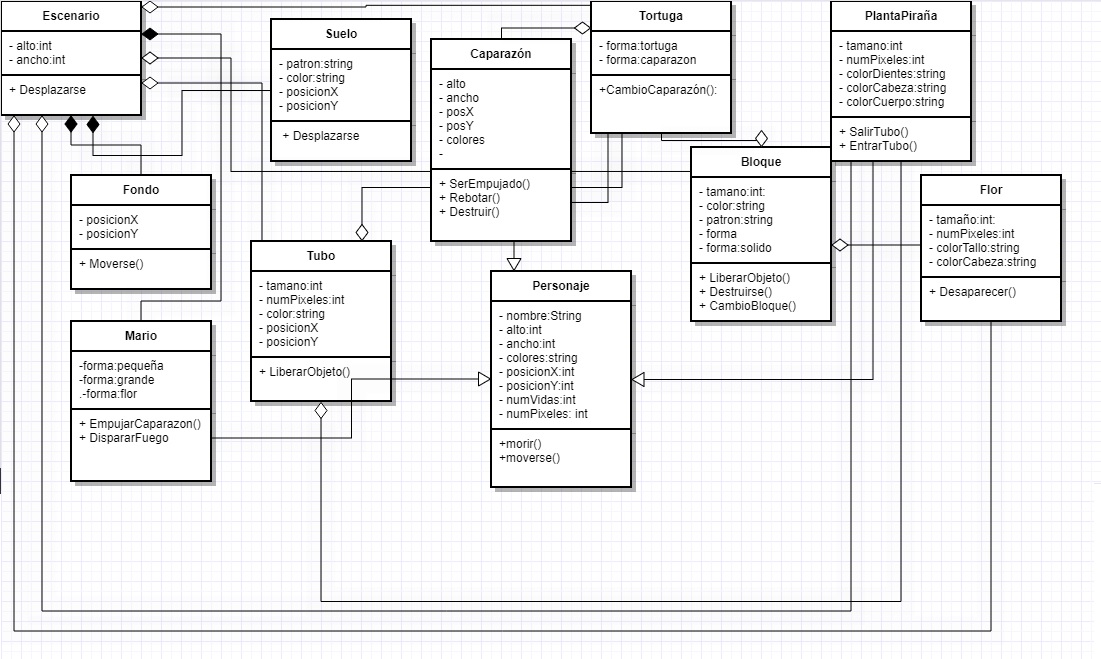 Escenario
- alto:int
- ancho:int
+ Desplazarse
Suelo
- patron:string
- color:string
- posicionX
- posicionY
+ Desplazarse
Caparazón
- alto
- ancho
- posX
- posY
- colores
-
+ SerEmpujado()
+ Rebotar()
+ Destruir()
Tortuga
- forma:tortuga
- forma:caparazon
+CambioCaparazón():
PlantaPiraña
- tamano:int
- numPixeles:int
- colorDientes:string
- colorCabeza:string
- colorCuerpo:string
+ SalirTubo()
+ EntrarTubo()
Fondo
- posicionX
- posicionY
+ Moverse()
Bloque
- tamano:int:
- color:string
- patron:string
- forma
- forma:solido
+ LiberarObjeto()
+ Destruirse()
+ CambioBloque()
Flor
- tamaño:int:
- numPixeles:int
- colorTallo:string
- colorCabeza:string
+ Desaparecer()
Tubo
- tamano:int
- numPixeles:int
- color:string
- posicionX
- posicionY
+ LiberarObjeto()
Personaje
- nombre:String
- alto:int
- ancho:int
- colores:string
- posicionX:int
- posicionY:int
- numVidas:int
- numPixeles: int
+morir()
+moverse()
Mario
-forma:pequeña
-forma:grande
.-forma:flor
+ EmpujarCaparazon()
+ DispararFuego